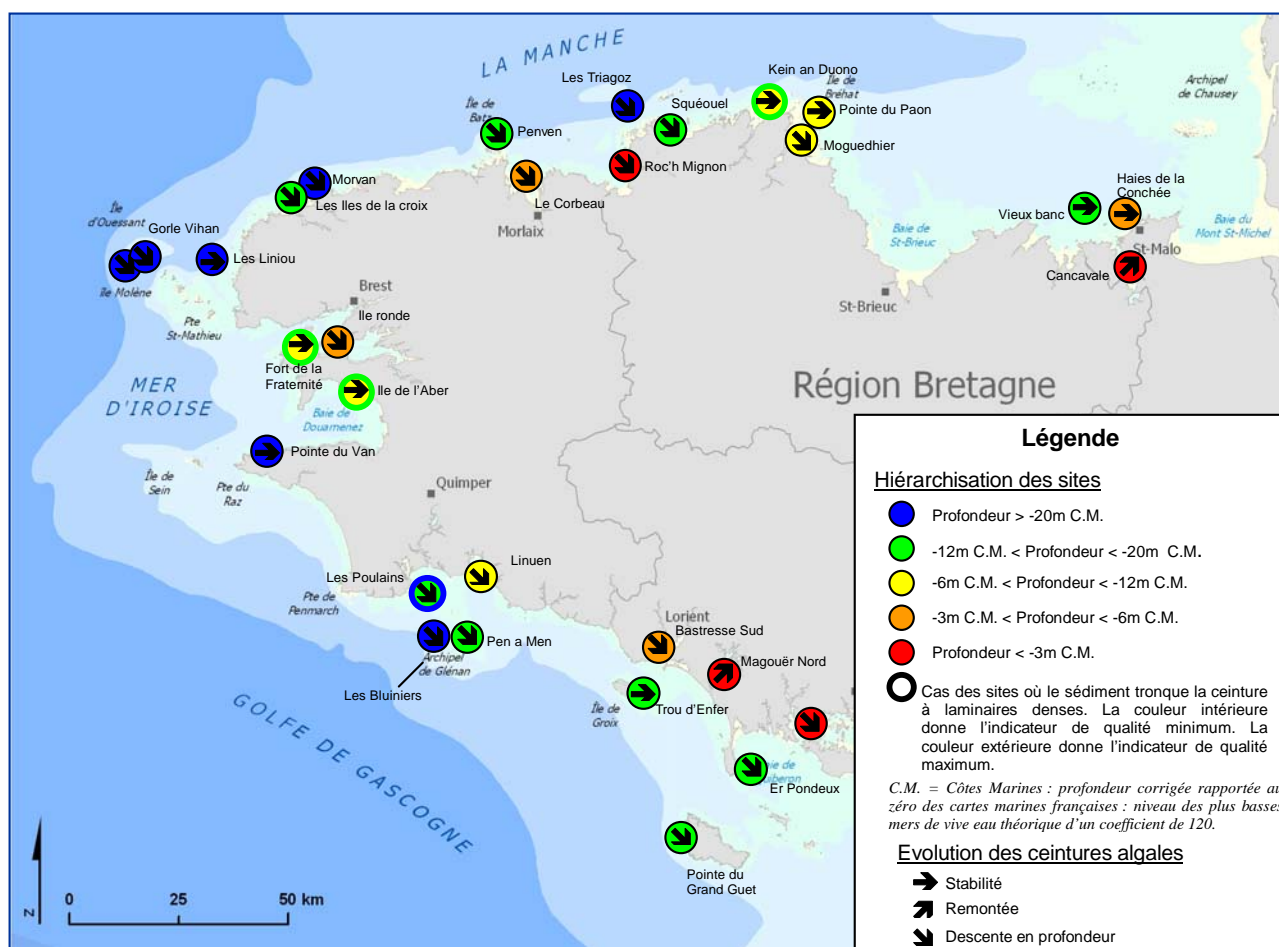 LA MANCHE
Kein an Duono
Les Triagoz
Île de
Bréhat
Archipel
de Chausey
Île de
Batz
Squéouel
Pointe du Paon
Penven
Moguedhier
Roc'h Mignon
Morvan
Haies de la
Conchée
Les Iles de la croix
Le Corbeau
Vieux banc
Île
d'Ouessant
Gorle Vihan
Morlaix
Baie de
St-Brieuc
Baie du
Mont St-Michel
St-Malo
Les Liniou
Cancavale
Île Molène
Brest
St-Brieuc
Pte
St-Mathieu
Ile ronde
Fort de la
Fraternité
Ile de l'Aber
MER
D'IROISE
Région Bretagne
Baie de
Douarnenez
Pointe du Van
Île de
Sein
Pte du
Raz
Quimper
Linuen
Les Poulains
Pte de
Penmarch
Lorient
Bastresse Sud
Pen a Men
Archipel
de Glénan
Magouër Nord
Les Bluiniers
Île de
Groix
Trou d'Enfer
GOLFE DE GASCOGNE
Baie de
Quiberon
Er Pondeux
Pointe du
Grand Guet
N
0 25 50 km
Légende
Hiérarchisation des sites
Profondeur > -20m C.M.
-12m C.M. < Profondeur < -20m C.M.
-6m C.M. < Profondeur < -12m C.M.
-3m C.M. < Profondeur < -6m C.M.
Profondeur < -3m C.M.
Cas des sites où le sédiment tronque la ceinture
à laminaires denses. La couleur intérieure
donne l'indicateur de qualité minimum. La
couleur extérieure donne l'indicateur de qualité
maximum.
C.M. = Côtes Marines : profondeur corrigée rapportée au
zéro des cartes marines françaises : niveau des plus basses
mers de vive eau théorique d'un coefficient de 120.
Evolution des ceintures algales
Stabilité
Remontée
Descente en profondeur